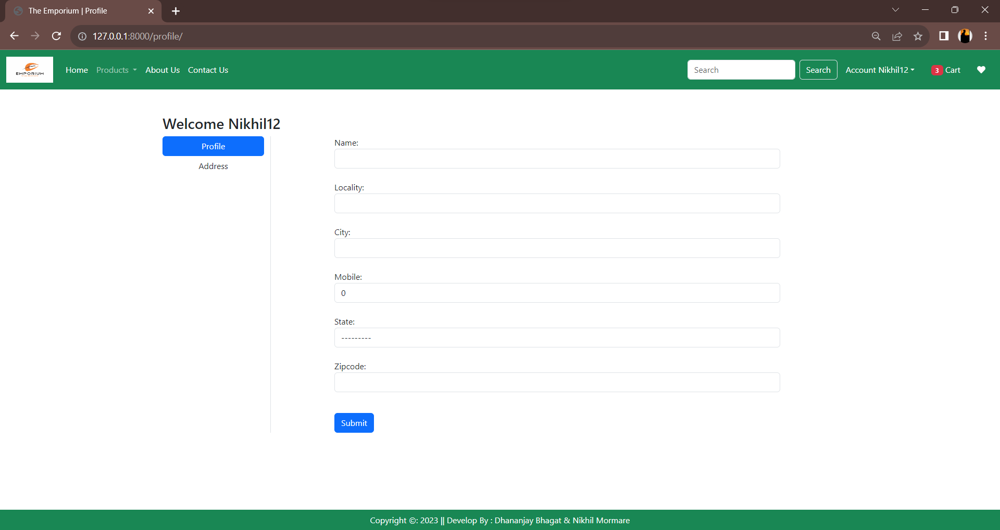 The Emporium | Profile
127.0.0.1:8000/profile/
EMPORIUM
Home Products About Us Contact Us Search Search Account Nikhil12 3 Cart
Welcome Nikhil12
Profile
Address
Name:
Locality:
City:
Mobile:
0
State:
---------
Zipcode:
Submit
Copyright ©: 2023 || Develop By : Dhananjay Bhagat & Nikhil Mormare